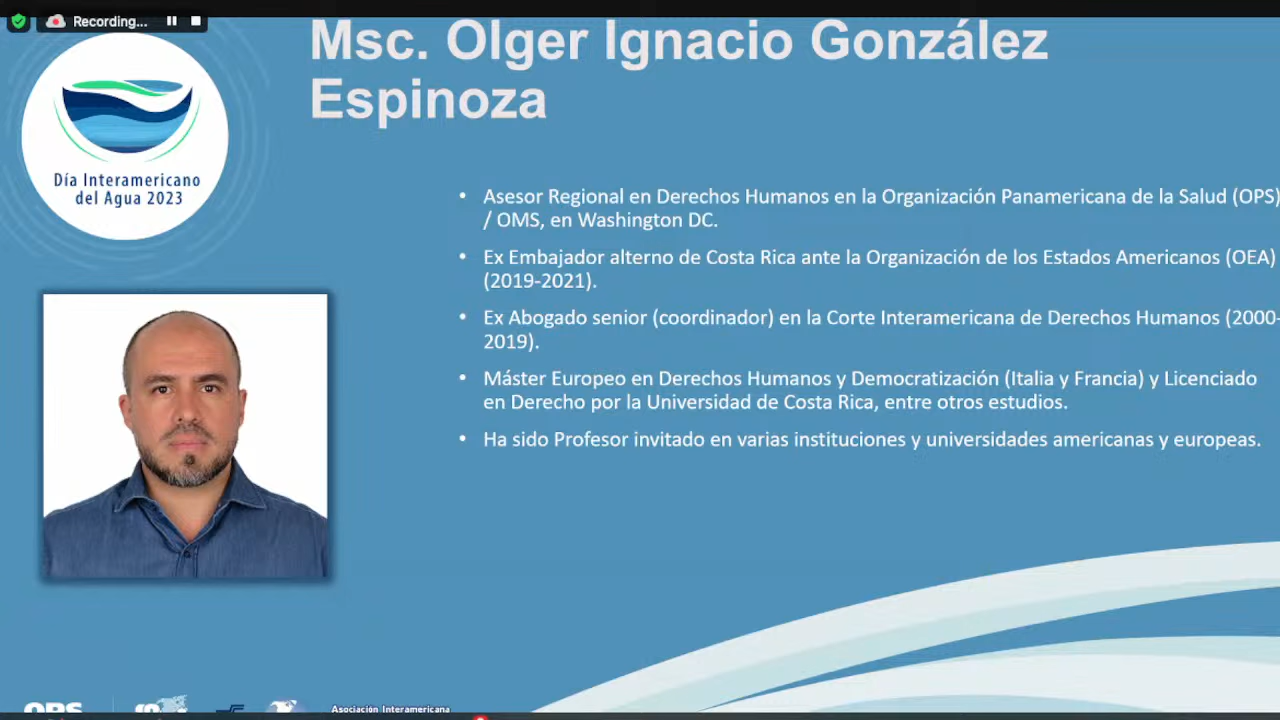 Recording...
Msc. Olger Ignacio González
Espinoza
Día Interamericano
del Agua 2023
• Asesor Regional en Derechos Humanos en la Organización Panamericana de la Salud (OPS)
/ OMS, en Washington DC.
• Ex Embajador alterno de Costa Rica ante la Organización de los Estados Americanos (OEA)
(2019-2021).
• Ex Abogado senior (coordinador) en la Corte Interamericana de Derechos Humanos (2000-
2019).
• Máster Europeo en Derechos Humanos y Democratización (Italia y Francia) y Licenciado
en Derecho por la Universidad de Costa Rica, entre otros estudios.
• Ha sido Profesor invitado en varias instituciones y universidades americanas y europeas.
OPS
Asociación Interamericana